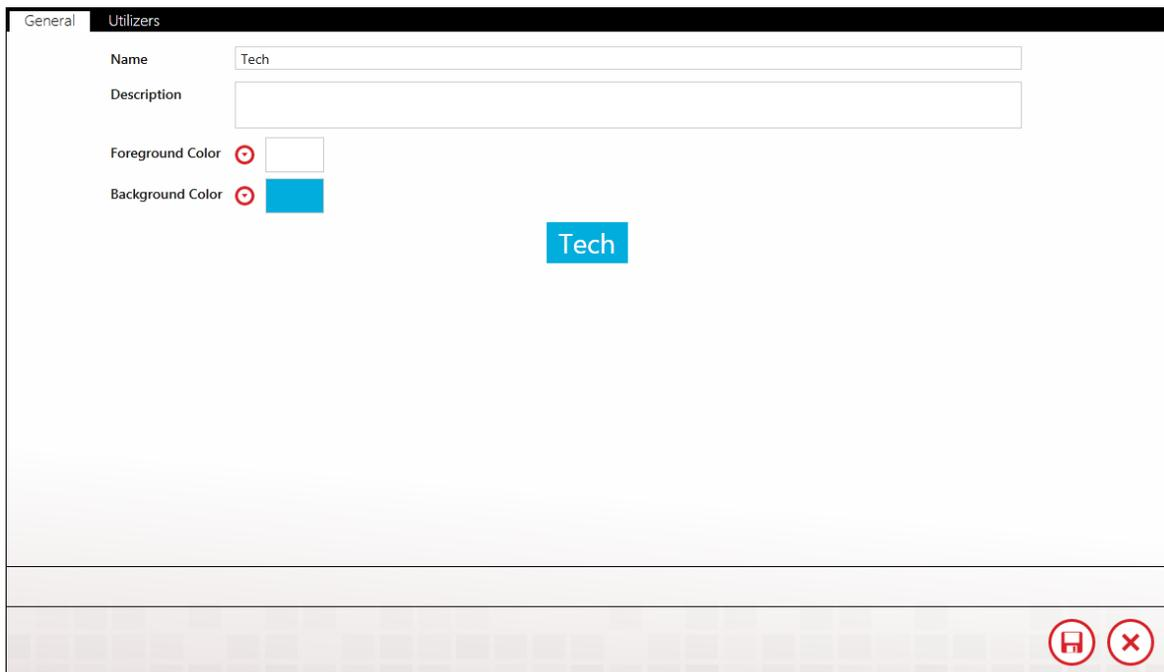 General Utilizers
Name Tech
Description
Foreground Color
Background Color
Tech